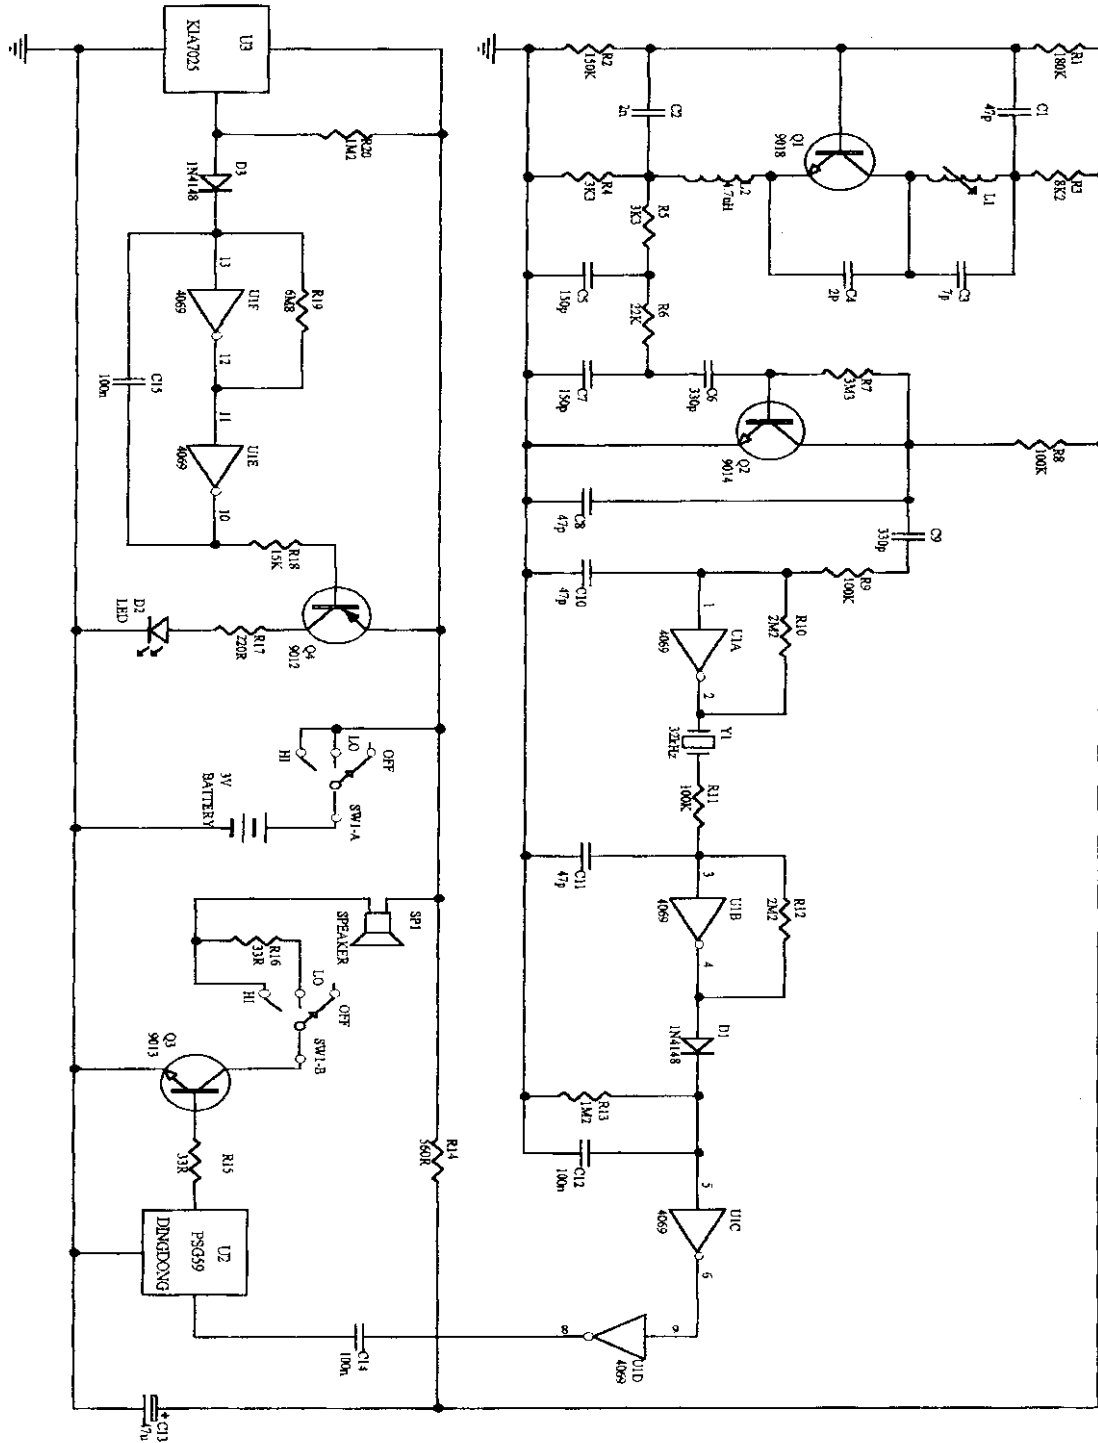 R1
180K
C1
47p
R3
8K2
L1
C3
7p
Q1
9018
C4
2p
R2
150K
C2
2n
R4
3K3
L2
4.7uH
R5
3K3
C5
150p
R6
22K
C7
150p
C6
330p
R7
3M3
Q2
9014
R8
100K
C8
47p
C9
330p
C10
47p
R9
100K
1
U1A
4069
2
R10
2M2
Y1
32kHz
R11
100K
C11
47p
3
U1B
4069
4
R12
2M2
D1
1N4148
R13
1M2
C12
100n
5
U1C
4069
6
9
U1D
4069
8
U3
KIA7025
R20
1M2
D3
1N4148
13
U1F
4069
12
R19
6M8
C15
100n
11
U1E
4069
10
R18
15K
Q4
9012
R17
220R
D2
LED
OFF
LO
HI
SW1-A
3V
BATTERY
SP1
SPEAKER
R16
33R
OFF
LO
HI
SW1-B
Q3
9013
R15
33R
R14
560R
U2
PSG59
DINGDONG
C14
100n
+
C13
47u